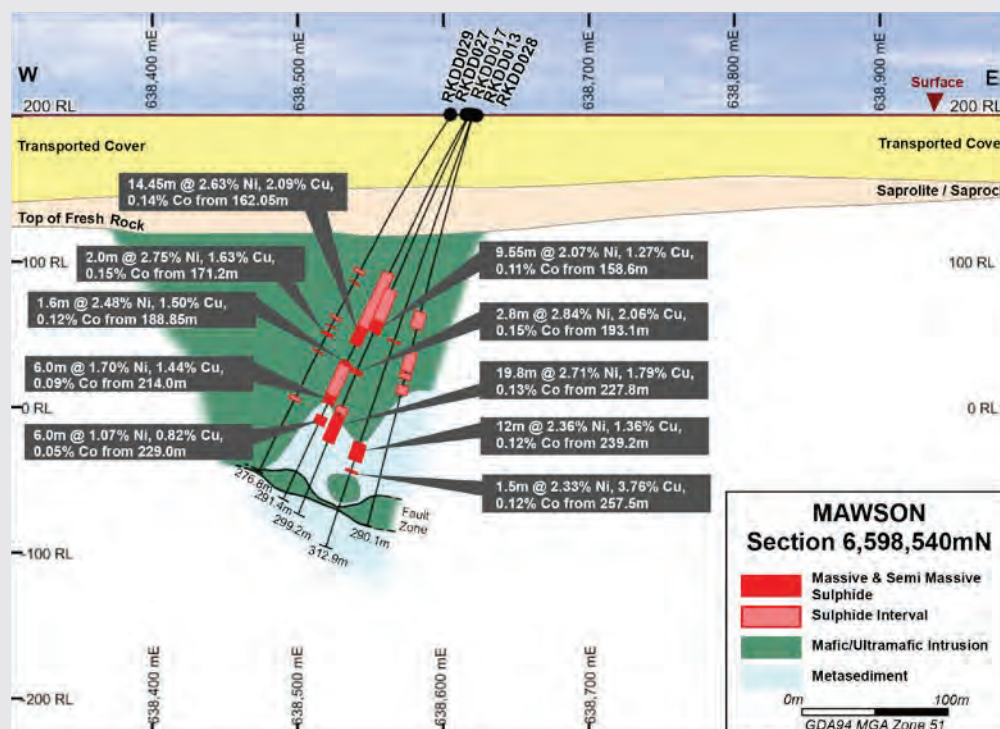 638,400 mE
638,500 mE
RKDD029
RKDD027
RKDD017
RKDD013
RKDD028
638,700 mE
638,800 mE
638,900 mE
W
E
Surface
200 RL
200 RL
Transported Cover
Transported Cove
Saprolite / Saproc
Top of Fresh Rock
14.45m @ 2.63% Ni, 2.09% Cu,
0.14% Co from 162.05m
2.0m @ 2.75% Ni, 1.63% Cu,
0.15% Co from 171.2m
1.6m @ 2.48% Ni, 1.50% Cu,
0.12% Co from 188.85m
6.0m @ 1.70% Ni, 1.44% Cu,
0.09% Co from 214.0m
6.0m @ 1.07% Ni, 0.82% Cu,
0.05% Co from 229.0m
9.55m @ 2.07% Ni, 1.27% Cu,
0.11% Co from 158.6m
2.8m @ 2.84% Ni, 2.06% Cu,
0.15% Co from 193.1m
19.8m @ 2.71% Ni, 1.79% Cu,
0.13% Co from 227.8m
12m @ 2.36% Ni, 1.36% Cu,
0.12% Co from 239.2m
1.5m @ 2.33% Ni, 3.76% Cu,
0.12% Co from 257.5m
100 RL
100 RL
0 RL
0 RL
276.8m
291.4m
299.2m
312.9m
290.1m
Fault
Zone
-100 RL
-200 RL
638,400 mE
638,500 mE
638,600 mE
638,700 mE
MAWSON
Section 6,598,540mN
Massive & Semi Massive
Sulphide
Sulphide Interval
Mafic/Ultramafic Intrusion
Metasediment
0m
100m
GDA94 MGA Zone 51